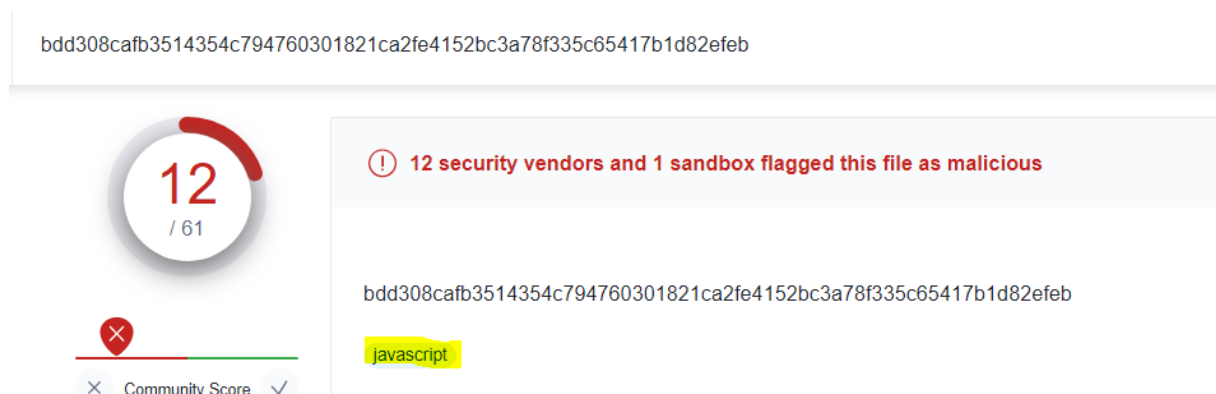 bdd308cafb3514354c794760301821ca2fe4152bc3a78f335c65417b1d82efeb
12
/ 61
12 security vendors and 1 sandbox flagged this file as malicious
bdd308cafb3514354c794760301821ca2fe4152bc3a78f335c65417b1d82efeb
javascript
Community Score